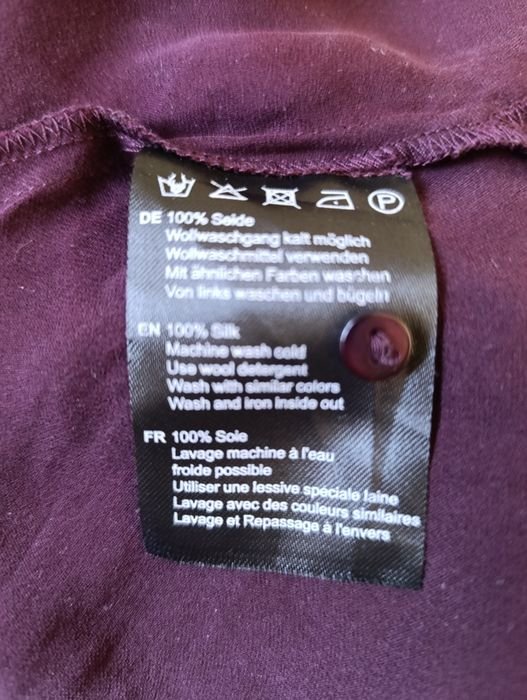 P
DE 100% Seide
Wollwaschgang kalt möglich
Wollwaschmittel verwenden
Mit ähnlichen Farben waschen
Von links waschen und bügeln
EN 100% Silk
Machine wash cold
Use wool detergent
Wash with similar colors
Wash and iron inside out
FR 100% Soie
Lavage machine à l'eau
froide possible
Utiliser une lessive speciale laine
Lavage avec des couleurs similaires
Lavage et Repassage à l'envers